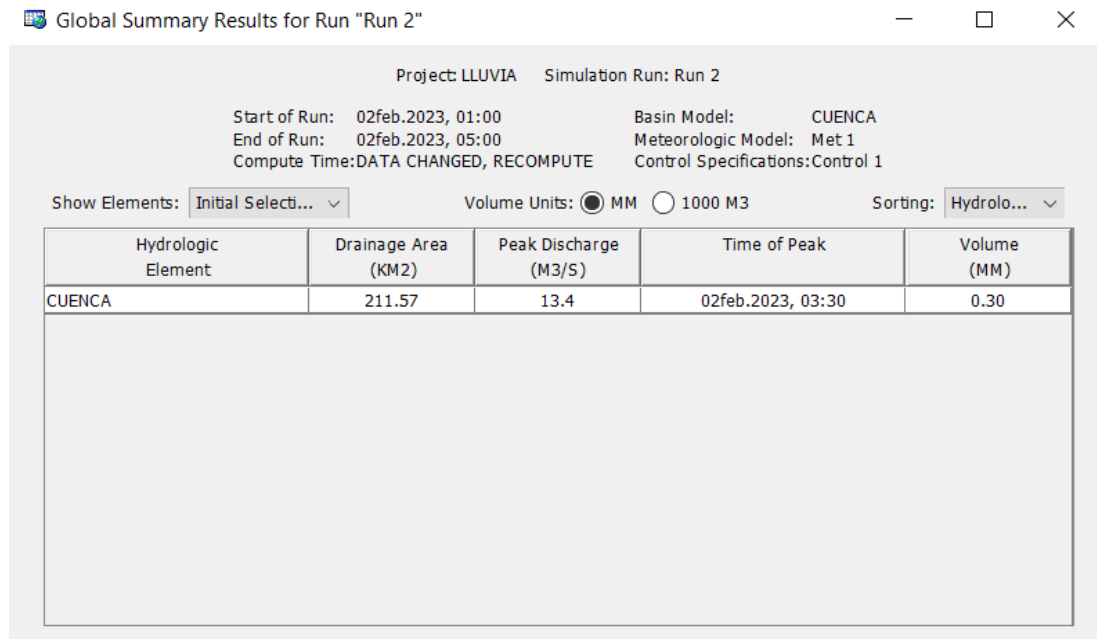 Global Summary Results for Run "Run 2"
Project: LLUVIA Simulation Run: Run 2
Start of Run: 02feb.2023, 01:00 Basin Model: CUENCA
End of Run: 02feb.2023, 05:00 Meteorologic Model: Met 1
Compute Time:DATA CHANGED, RECOMPUTE Control Specifications:Control 1
Show Elements: Initial Selecti... Volume Units: MM 1000 M3 Sorting: Hydrolo...
Hydrologic Drainage Area Peak Discharge Time of Peak Volume
Element (KM2) (M3/S) (MM)
CUENCA 211.57 13.4 02feb.2023, 03:30 0.30